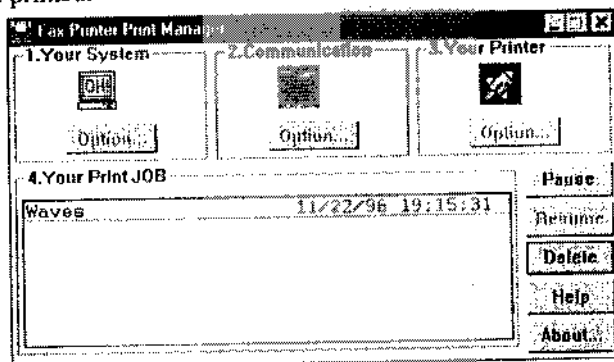 Fax Printer Print Manager
1.Your System 2.Communication 3.Your Printer
Option... Option... Option...
4.Your Print JOB
Waves 11/22/96 19:15:31
Pause
Resume
Delete
Help
About...